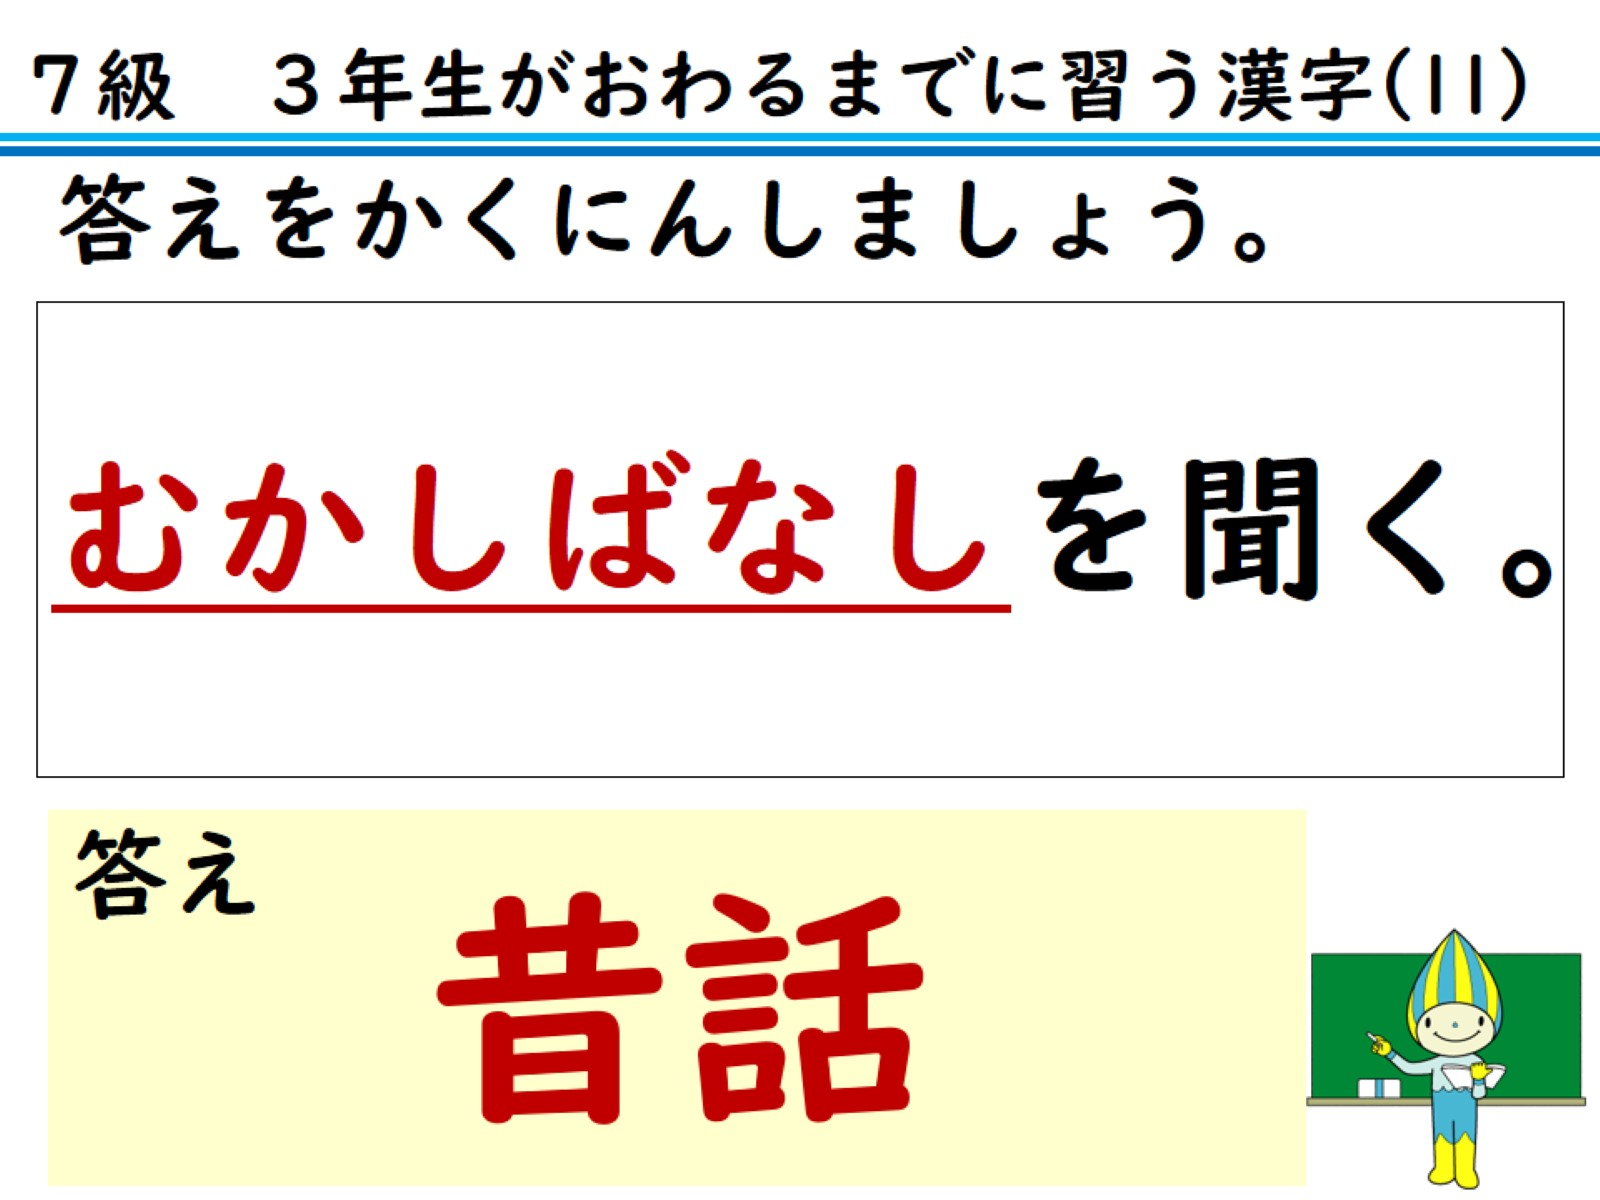 ７級　３年生がおわるまでに習う漢字(11)
答えをかくにんしましょう。
むかしばなしを聞く。
答え
昔話